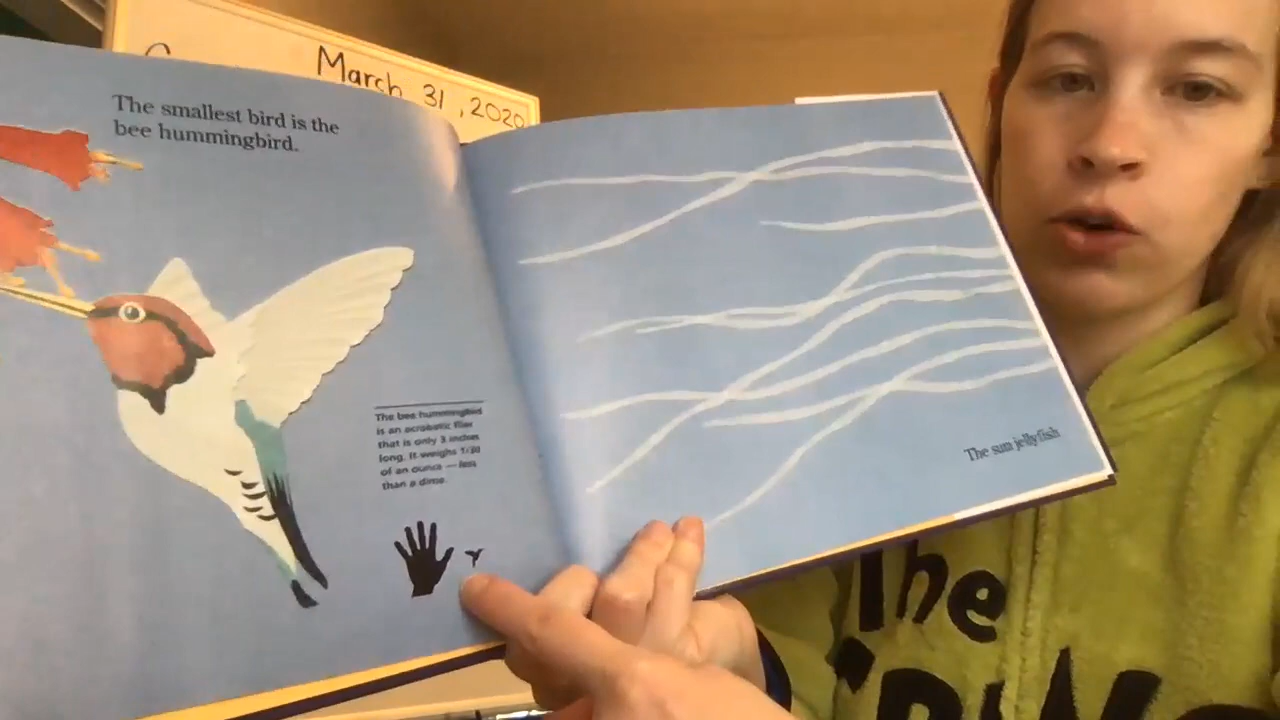 March 31, 2020
The smallest bird is the
bee hummingbird.
The bee hummingbird
is an acrobatic flier
that is only 3 inches
long. It weighs 1/30
of an ounce — less
than a dime.
The sun jellyfish
The